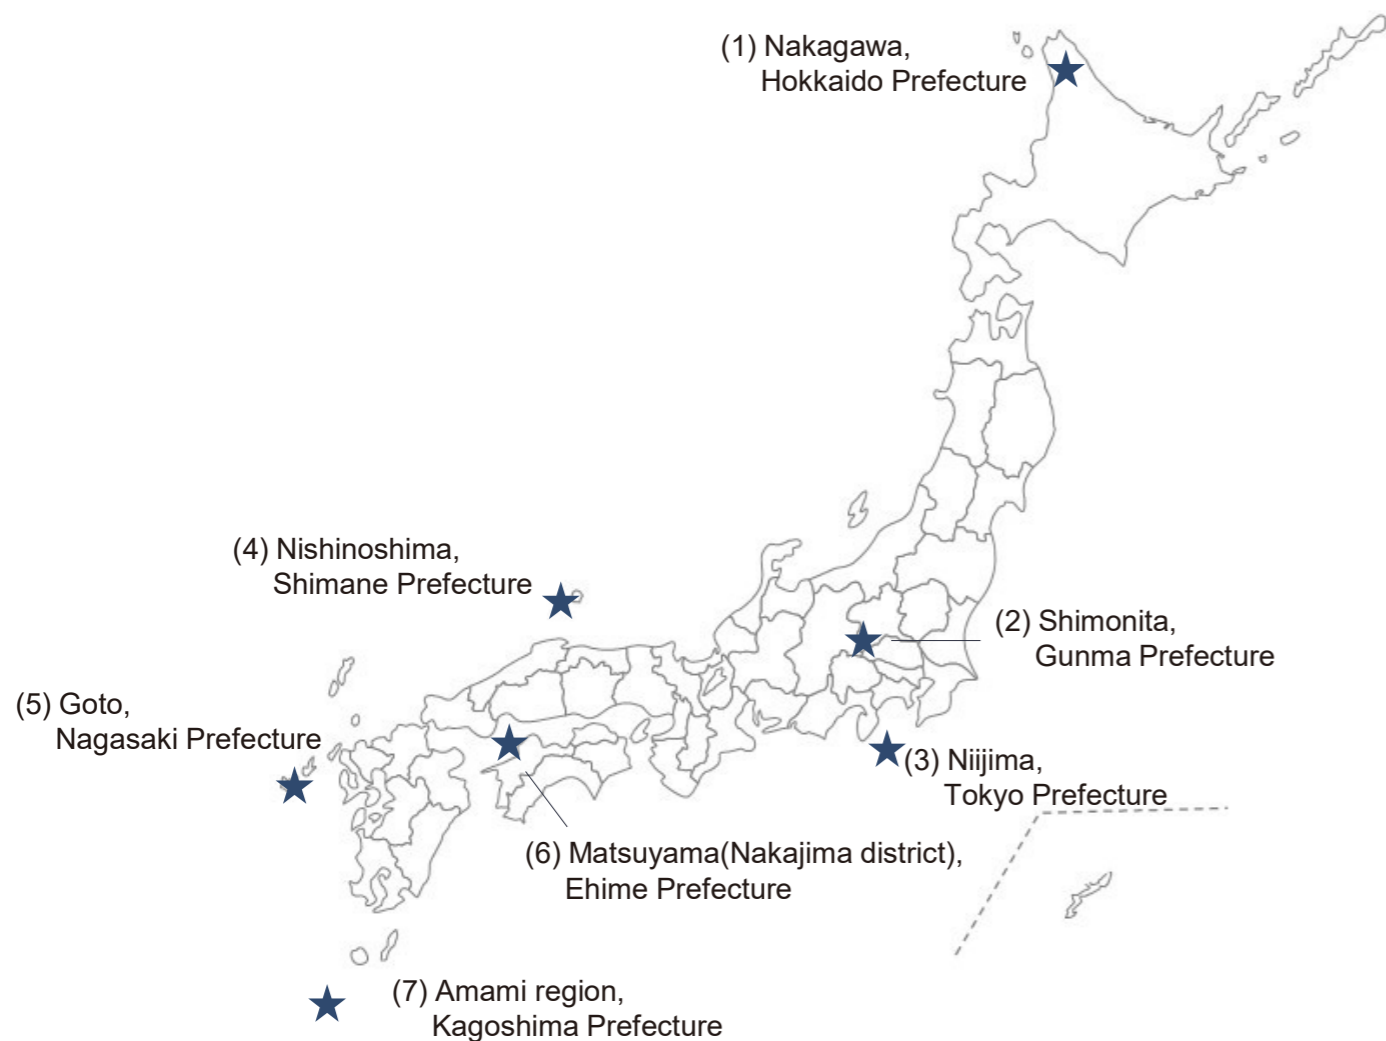 (1) Nakagawa,
Hokkaido Prefecture
(4) Nishinoshima,
Shimane Prefecture
(2) Shimonita,
Gunma Prefecture
(5) Goto,
Nagasaki Prefecture
(3) Niijima,
Tokyo Prefecture
(6) Matsuyama(Nakajima district),
Ehime Prefecture
(7) Amami region,
Kagoshima Prefecture